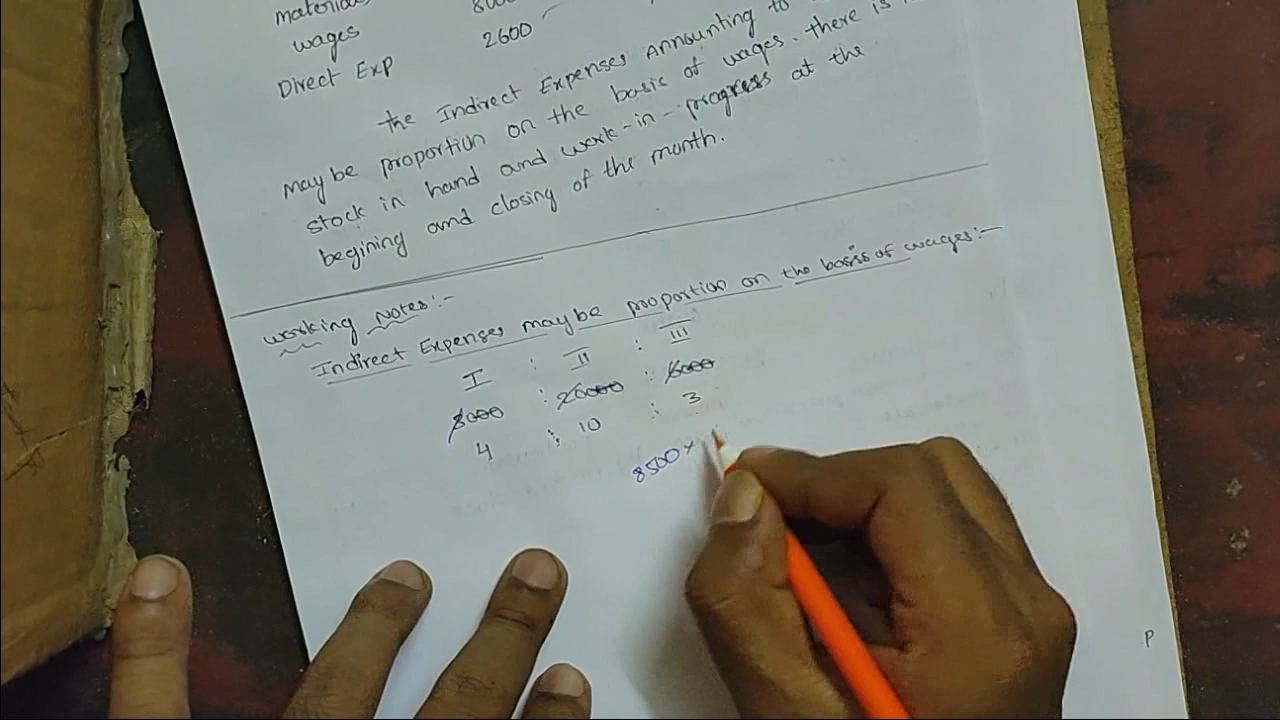 materials
wages 8000
Direct Exp 2600
the Indirect Expenses Amounting to
may be proportion on the basis of wages. there is
stock in hand and work-in-progress at the
begining and closing of the month.
working Notes:-
Indirect Expenses may be proportion on the basis of wages:-
I : II : III
8000 : 20000 : 6000
4 : 10 : 3
8500 ×
P